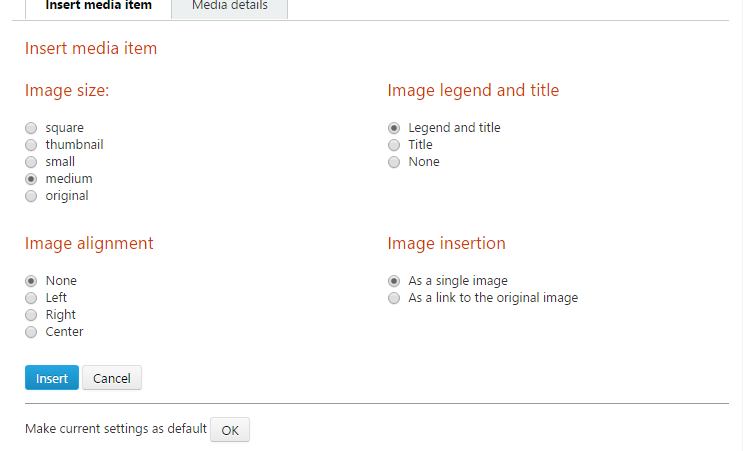 Insert media item
Media details
Insert media item
Image size:
square
thumbnail
small
medium
original
Image legend and title
Legend and title
Title
None
Image alignment
None
Left
Right
Center
Image insertion
As a single image
As a link to the original image
Insert
Cancel
Make current settings as default
OK